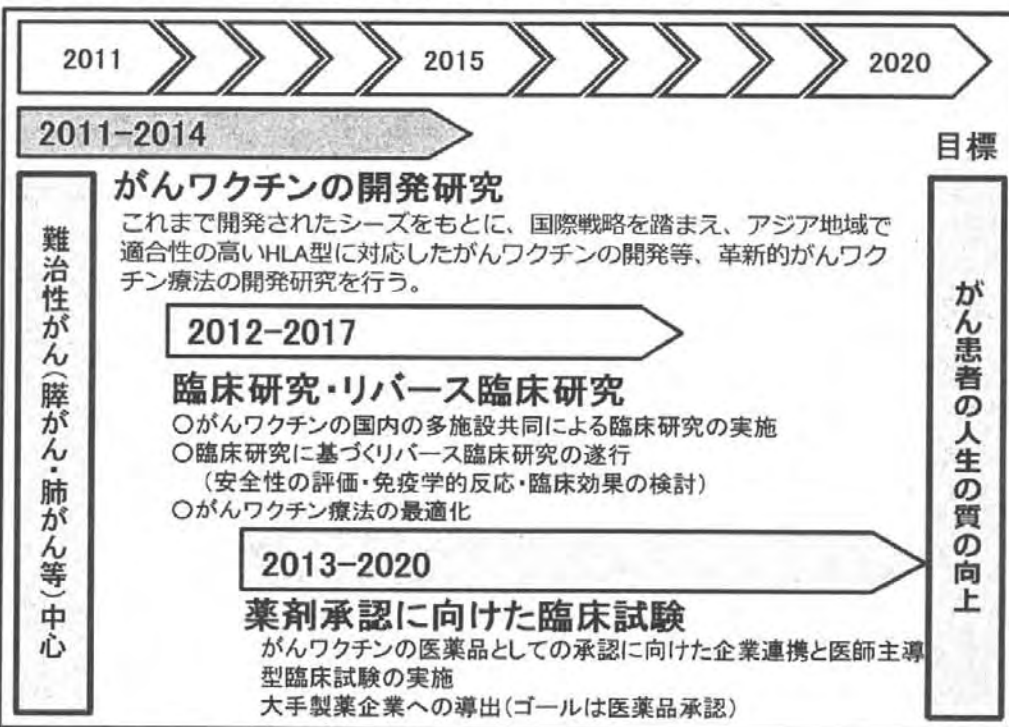 2011
2015
2020
2011-2014
目標
難治性がん(膵がん・肺がん等)中心
がんワクチンの開発研究
これまで開発されたシーズをもとに、国際戦略を踏まえ、アジア地域で
適合性の高いHLA型に対応したがんワクチンの開発等、革新的がんワク
チン療法の開発研究を行う。
2012-2017
臨床研究・リバース臨床研究
○がんワクチンの国内の多施設共同による臨床研究の実施
○臨床研究に基づくリバース臨床研究の遂行
(安全性の評価・免疫学的反応・臨床効果の検討)
○がんワクチン療法の最適化
2013-2020
薬剤承認に向けた臨床試験
がんワクチンの医薬品としての承認に向けた企業連携と医師主導
型臨床試験の実施
大手製薬企業への導出(ゴールは医薬品承認)
がん患者の人生の質の向上